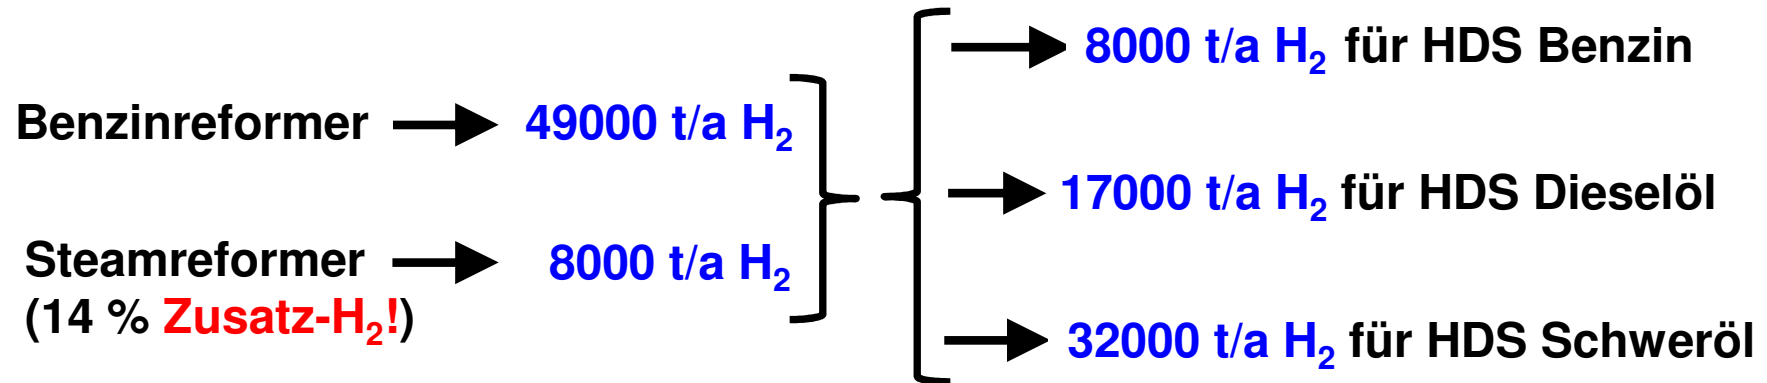 Benzinreformer → 49000 t/a H₂
Steamreformer → 8000 t/a H₂
(14 % Zusatz-H₂!)
→ 8000 t/a H₂ für HDS Benzin
→ 17000 t/a H₂ für HDS Dieselöl
→ 32000 t/a H₂ für HDS Schweröl